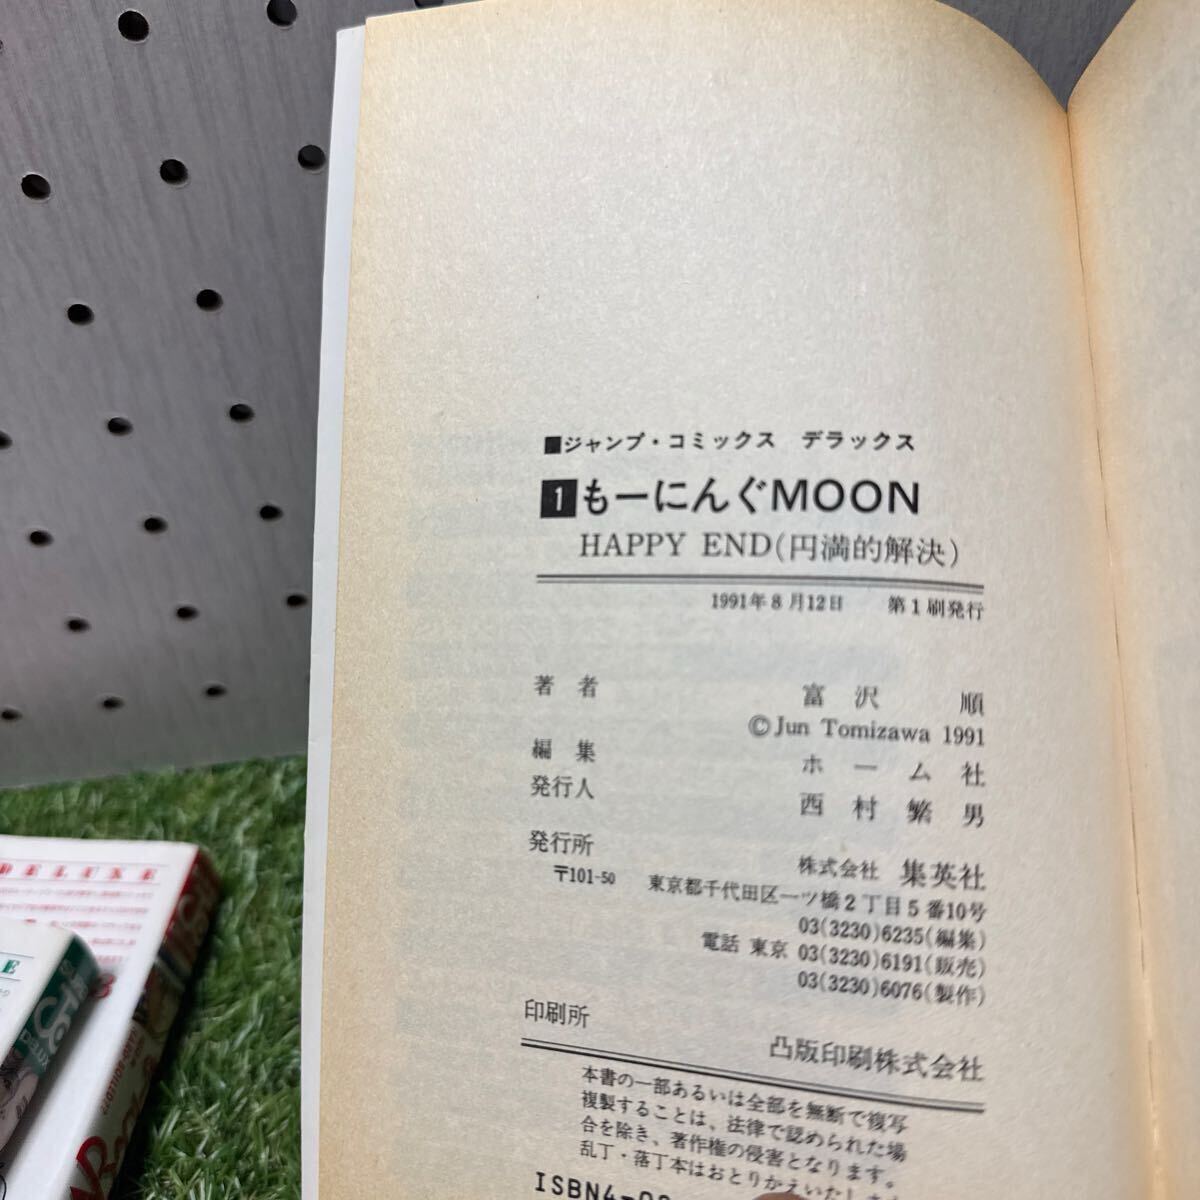 ■ジャンプ・コミックス デラックス
1 もーにんぐMOON
HAPPY END(円満的解決)
1991年8月12日 第1刷発行
著者 富沢 順
©Jun Tomizawa 1991
編集 ホーム社
発行人 西村繁男
発行所 株式会社 集英社
〒101-50 東京都千代田区一ツ橋2丁目5番10号
03(3230)6235(編集)
電話 東京 03(3230)6191(販売)
03(3230)6076(製作)
印刷所 凸版印刷株式会社
本書の一部あるいは全部を無断で複写
複製することは、法律で認められた場
合を除き、著作権の侵害となります。
乱丁・落丁本はおとりかえいたします
ISBN4-08
DELUXE
3